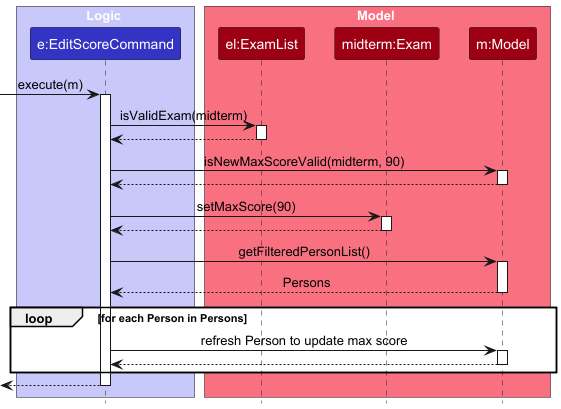 Logic
Model
e:EditScoreCommand
el:ExamList
midterm:Exam
m:Model
execute(m)
isValidExam(midterm)
isNewMaxScoreValid(midterm, 90)
setMaxScore(90)
getFilteredPersonList()
Persons
loop
[for each Person in Persons]
refresh Person to update max score